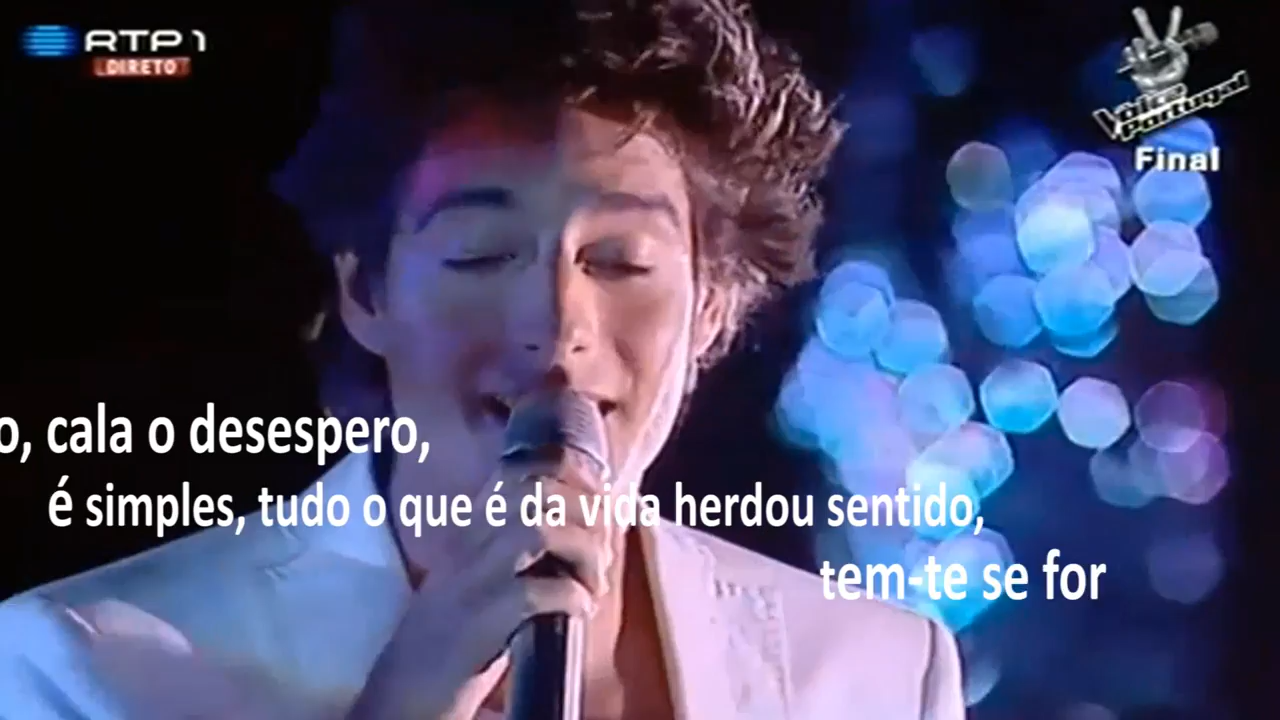 RTP 1
DIRETO
Voice
Portugal
Final
o, cala o desespero,
é simples, tudo o que é da vida herdou sentido,
tem-te se for